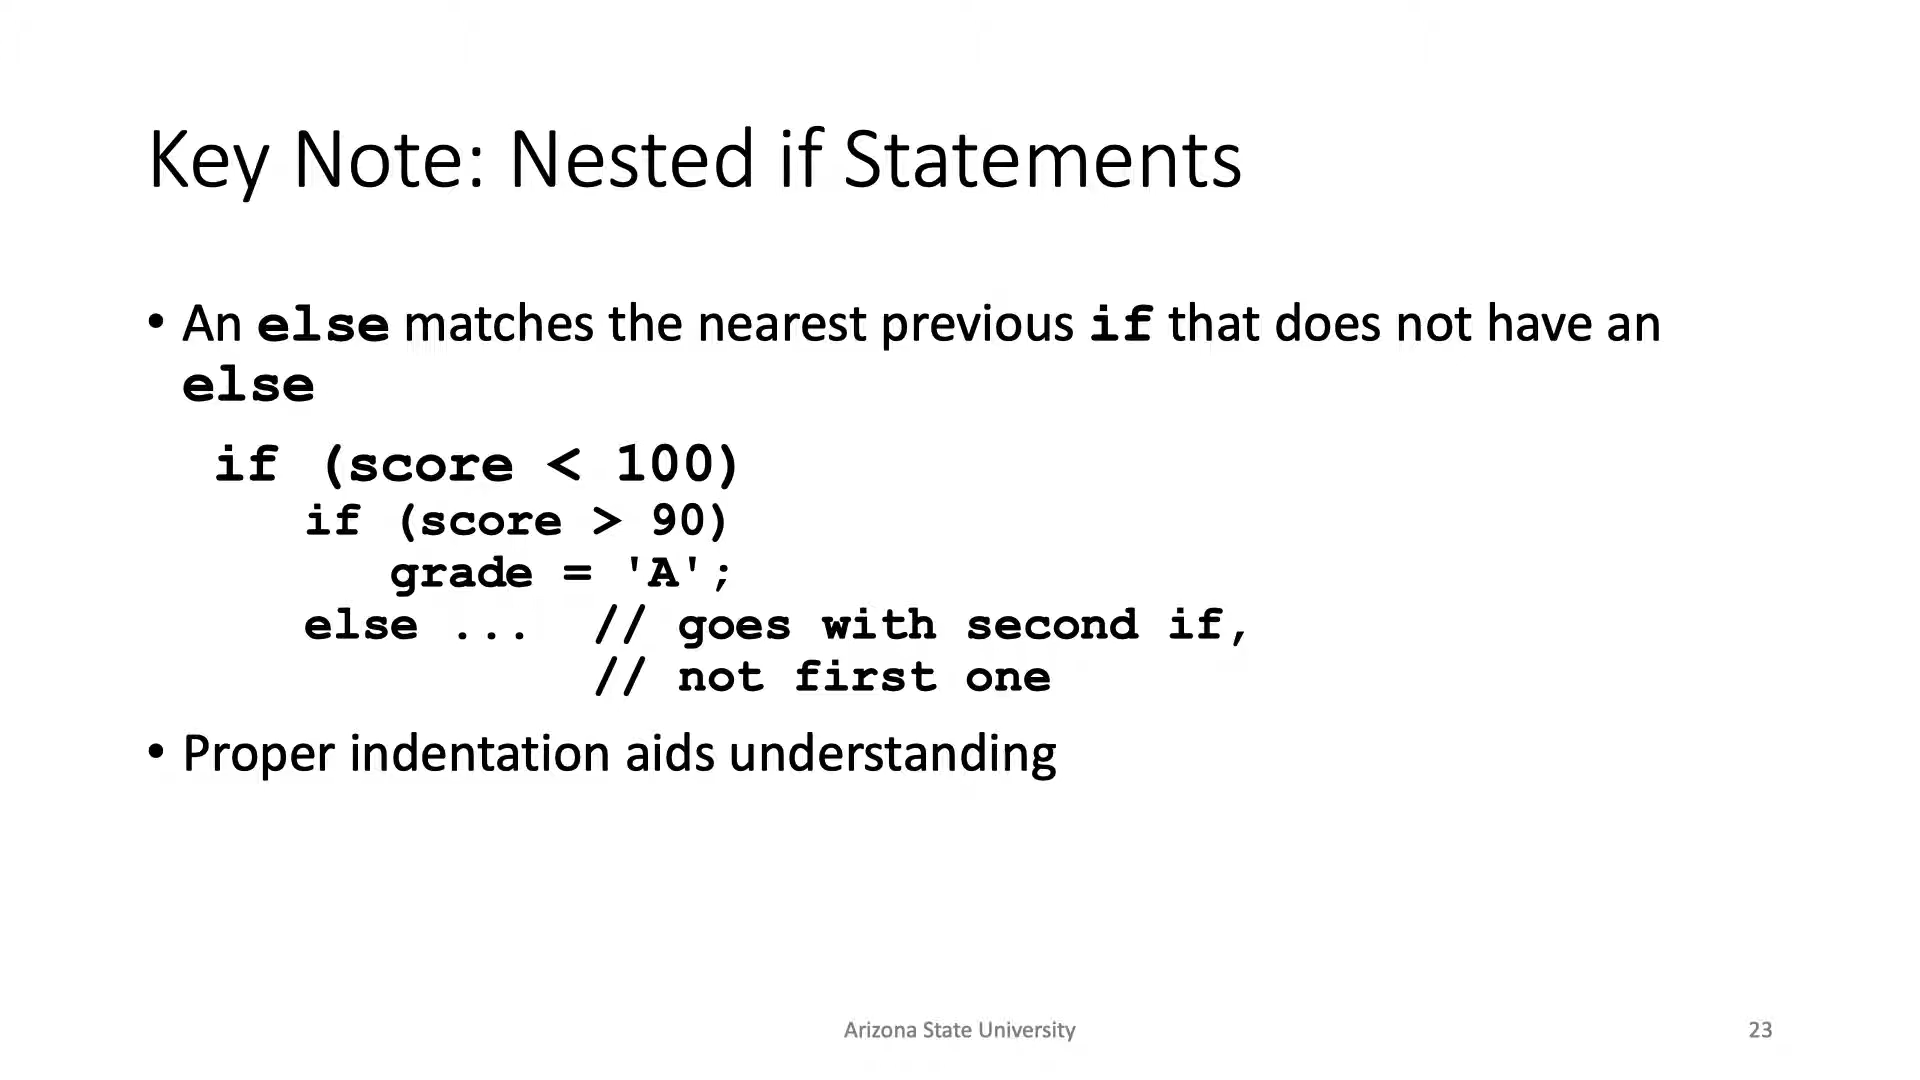 Key Note: Nested if Statements
• An else matches the nearest previous if that does not have an
else
if (score < 100)
if (score > 90)
grade = 'A';
else ... // goes with second if,
// not first one
• Proper indentation aids understanding
Arizona State University
23